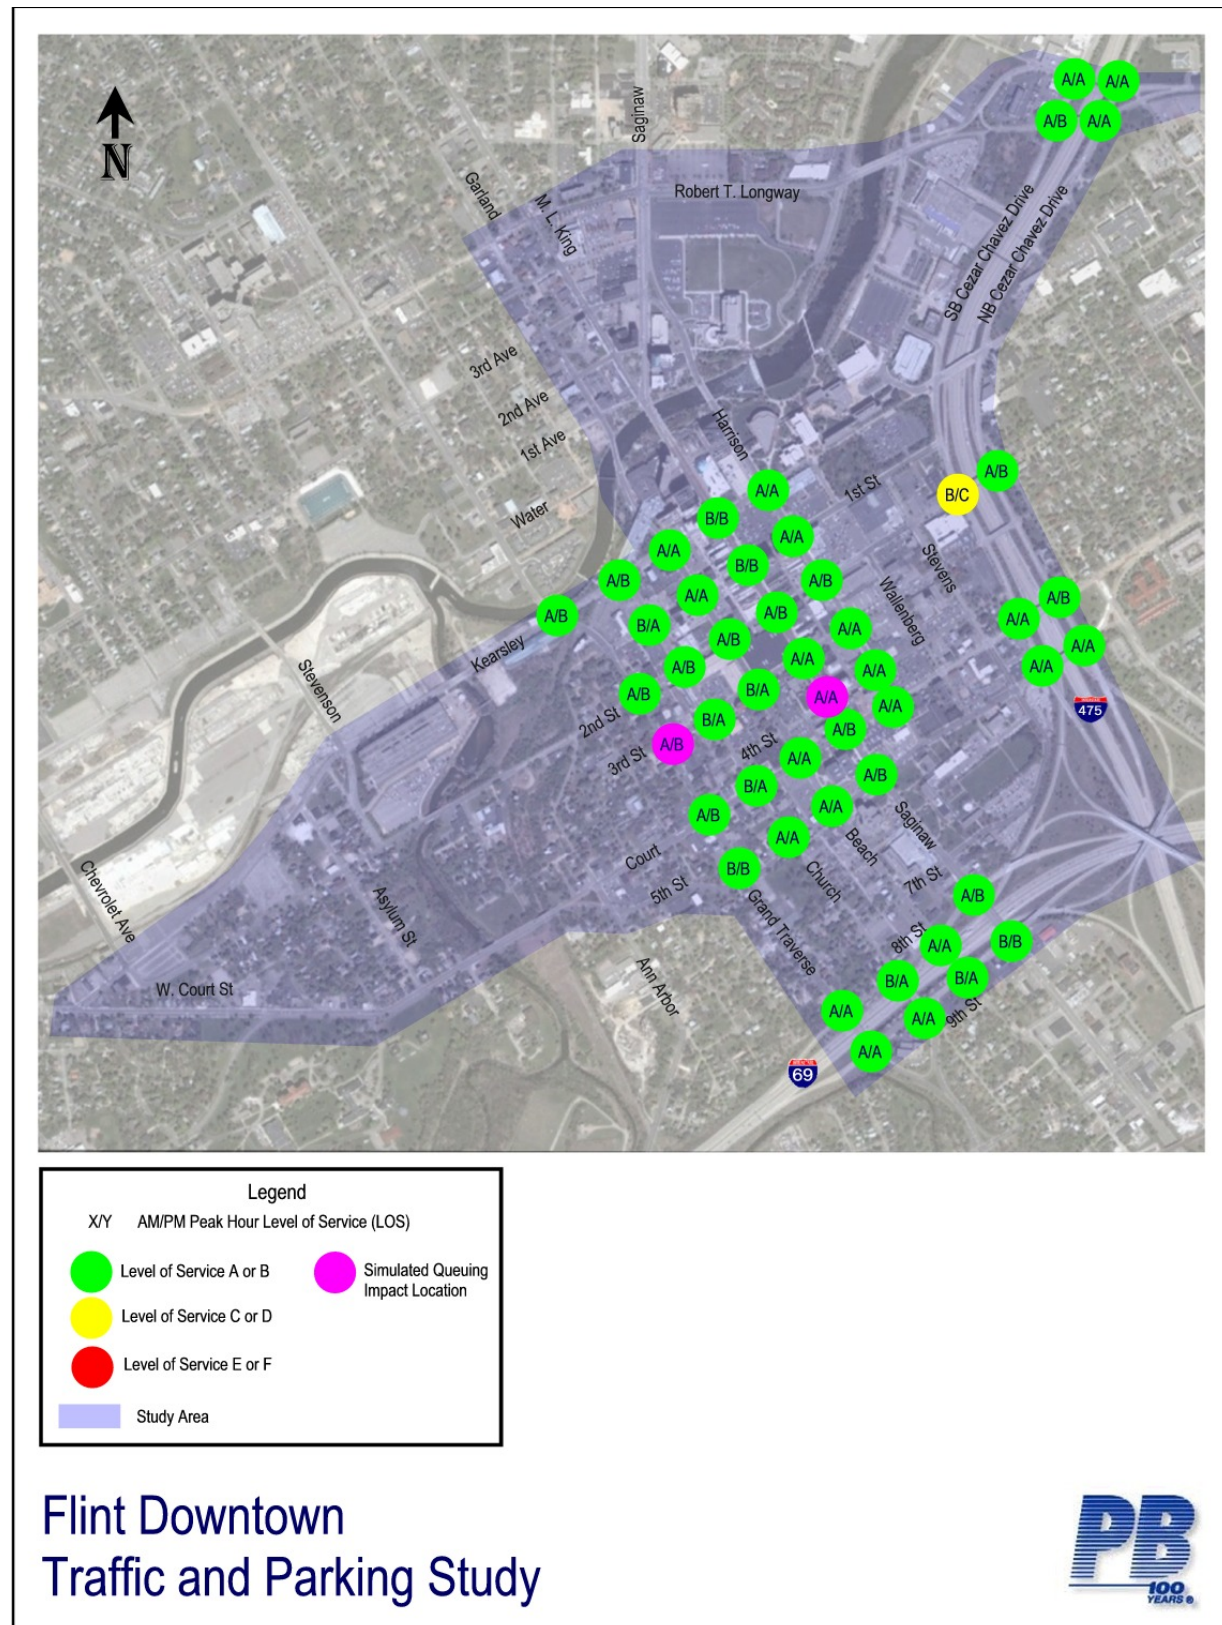 A/A
A/A
A/B
A/A
N
Saginaw
Garland
M. L. King
Robert T. Longway
SB Cezar Chavez Drive
NB Cezar Chavez Drive
3rd Ave
2nd Ave
1st Ave
Water
Harrison
1st St
A/B
B/C
A/A
B/B
A/A
A/A
B/B
A/B
A/B
A/A
A/B
Stevens
Wallenberg
A/B
A/A
A/B
B/A
A/B
A/A
Kearsley
A/A
A/B
A/A
A/A
A/A
Stevenson
A/B
B/A
A/A
A/A
475
2nd St
B/A
A/B
3rd St
A/B
4th St
A/A
A/B
B/A
A/A
A/B
Saginaw
Beach
Court
B/B
A/A
Church
7th St
5th St
Grand Traverse
Chevrolet Ave
Asylum St
A/B
8th St
A/A
B/B
Ann Arbor
W. Court St
B/A
B/A
A/A
A/A
9th St
A/A
69
Legend
X/Y AM/PM Peak Hour Level of Service (LOS)
Level of Service A or B
Simulated Queuing
Impact Location
Level of Service C or D
Level of Service E or F
Study Area
Flint Downtown
Traffic and Parking Study
PB
100
YEARS